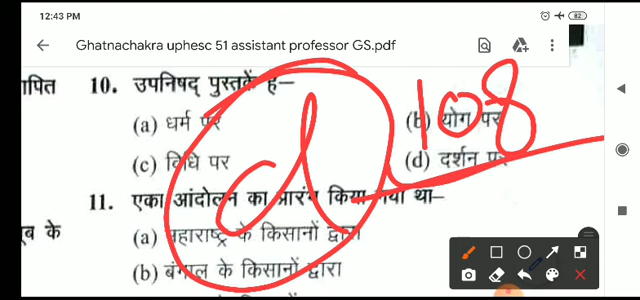 12:43 PM
82
Ghatnachakra uphesc 51 assistant professor GS.pdf
ापित 10. उपनिषद् पुस्तकें हैं—
(a) धर्म पर (b) योग पर
(c) विधि पर (d) दर्शन पर
d 108
11. एका आंदोलन का प्रारंभ किया गया था—
व के (a) महाराष्ट्र के किसानों द्वारा
(b) बंगाल के किसानों द्वारा